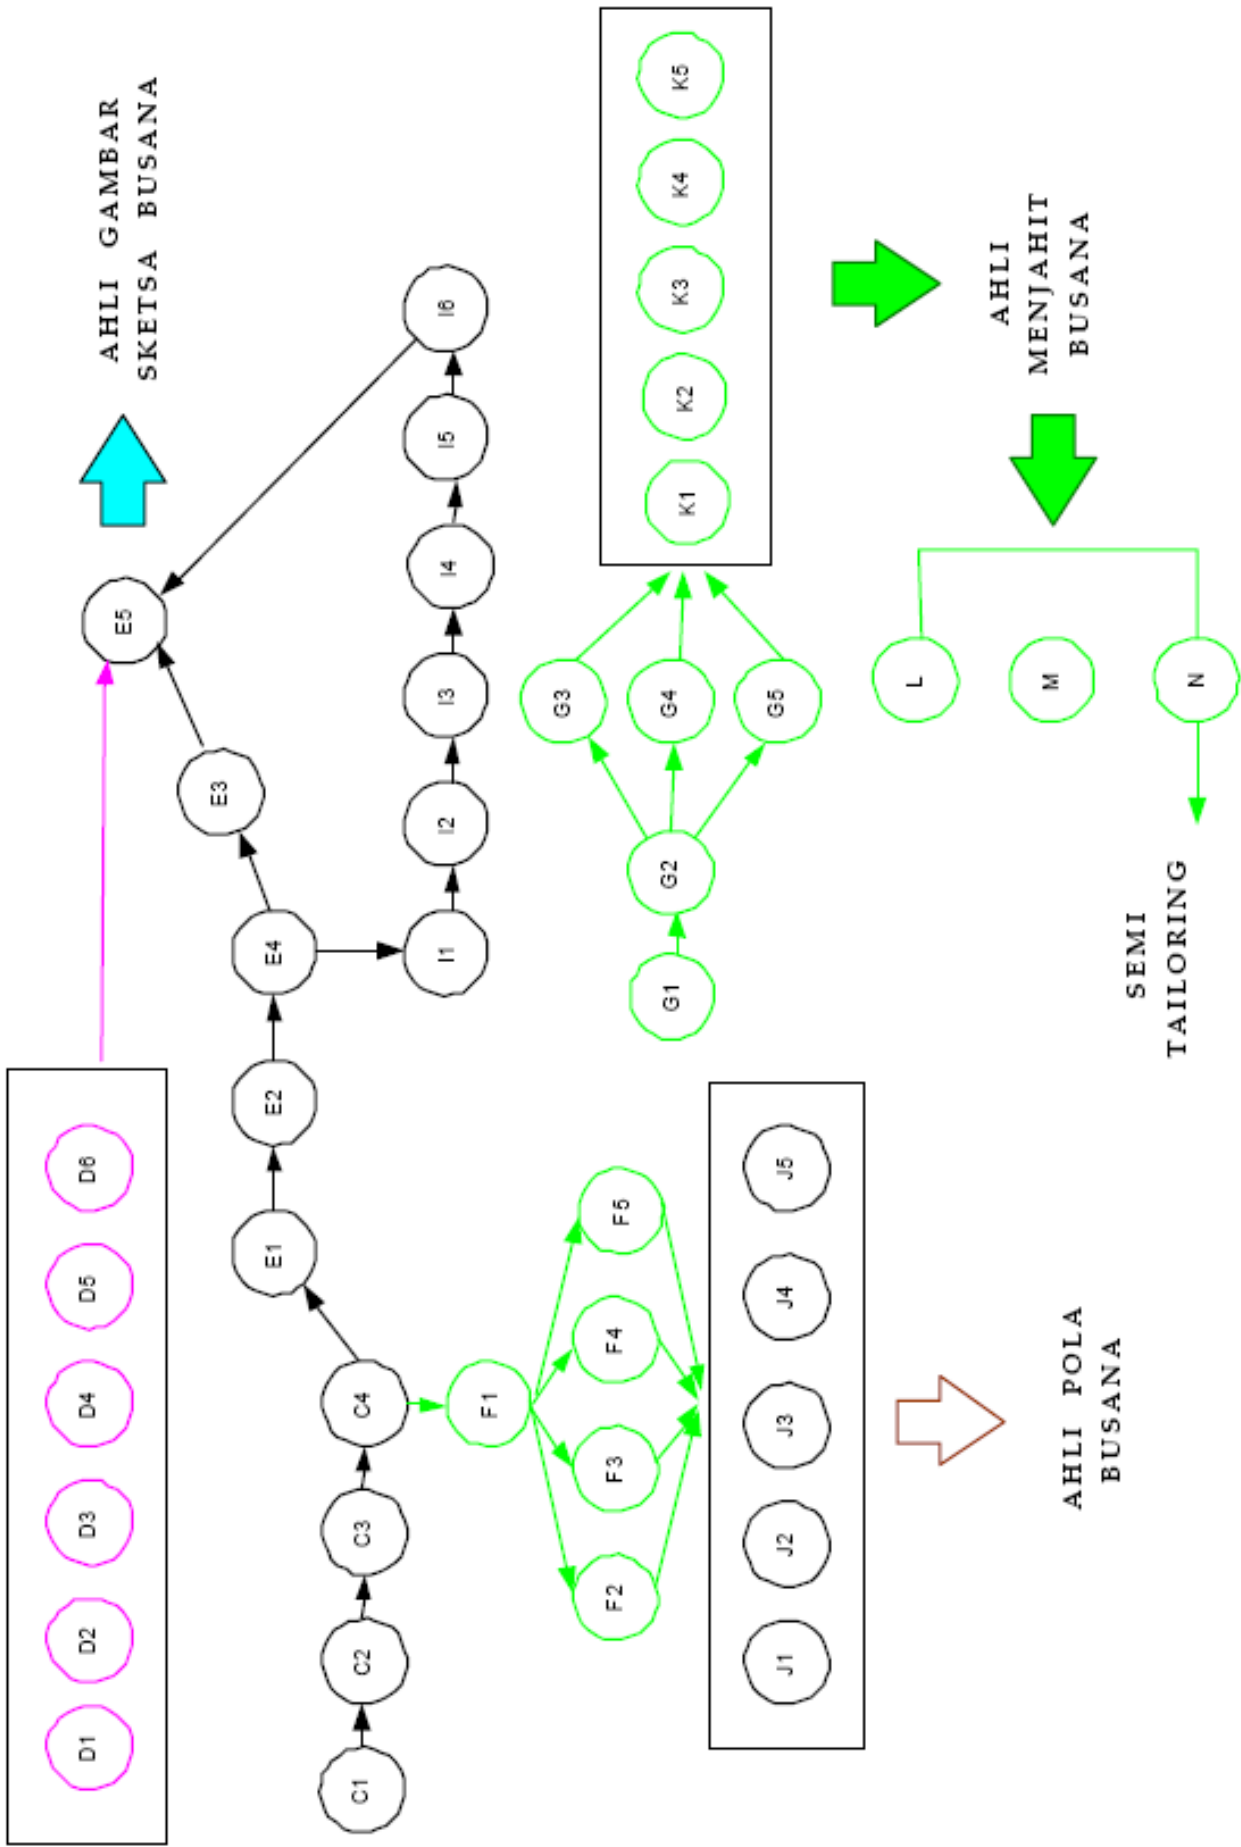 D1 D2 D3 D4 D5 D6
E5
AHLI GAMBAR
SKETSA BUSANA
E3
E1 E2 E4
C1 C2 C3 C4
I1 I2 I3 I4 I5 I6
F1
G3
F2 F3 F4 F5
G1 G2 G4
K1 K2 K3 K4 K5
G5
J1 J2 J3 J4 J5
L
AHLI
MENJAHIT
BUSANA
M
AHLI POLA
BUSANA
SEMI
TAILORING
N